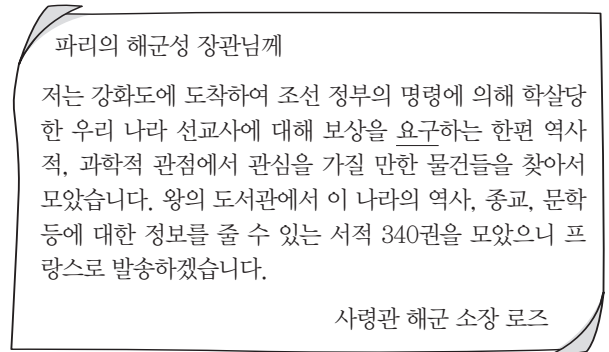 파리의 해군성 장관님께
저는 강화도에 도착하여 조선 정부의 명령에 의해 학살당
한 우리 나라 선교사에 대해 보상을 요구하는 한편 역사
적, 과학적 관점에서 관심을 가질 만한 물건들을 찾아서
모았습니다. 왕의 도서관에서 이 나라의 역사, 종교, 문학
등에 대한 정보를 줄 수 있는 서적 340권을 모았으니 프
랑스로 발송하겠습니다.
사령관 해군 소장 로즈